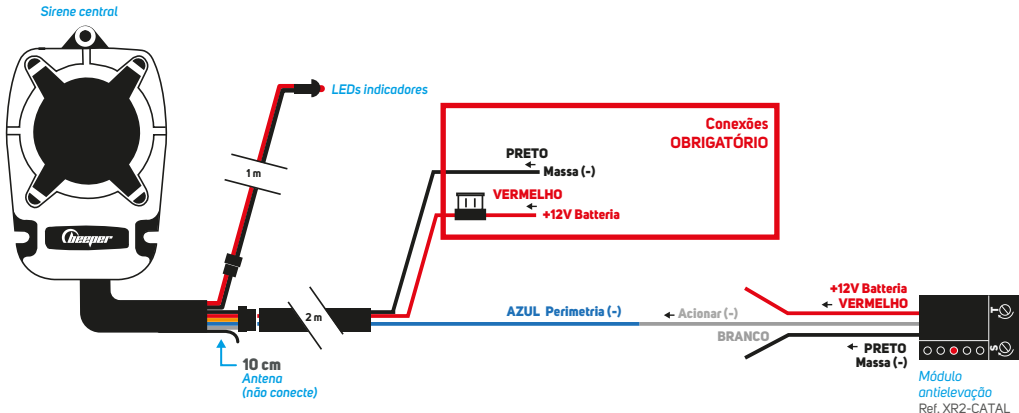 Sirene central
LEDs indicadores
Conexões
OBRIGATÓRIO
PRETO
Massa (-)
1 m
VERMELHO
+12V Batteria
beeper
+12V Batteria
VERMELHO
2 m
AZUL Perimetria (-)
Acionar (-)
BRANCO
T
S
PRETO
Massa (-)
10 cm
Antena
(não conecte)
Módulo
antielevação
Ref. XR2-CATAL